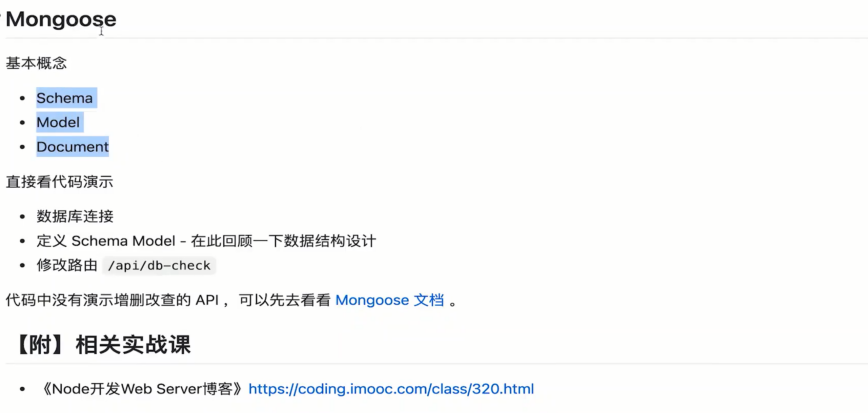 Mongoose
基本概念
Schema
Model
Document
直接看代码演示
数据库连接
定义 Schema Model - 在此回顾一下数据结构设计
修改路由 /api/db-check
代码中没有演示增删改查的 API ，可以先去看看 Mongoose 文档 。
【附】相关实战课
《Node开发Web Server博客》https://coding.imooc.com/class/320.html